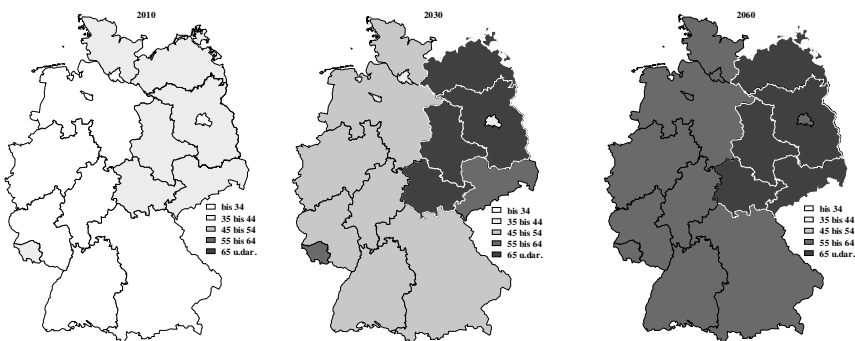 2010
bis 34
35 bis 44
45 bis 54
55 bis 64
65 u.dar.
2030
bis 34
35 bis 44
45 bis 54
55 bis 64
65 u.dar.
2060
bis 34
35 bis 44
45 bis 54
55 bis 64
65 u.dar.